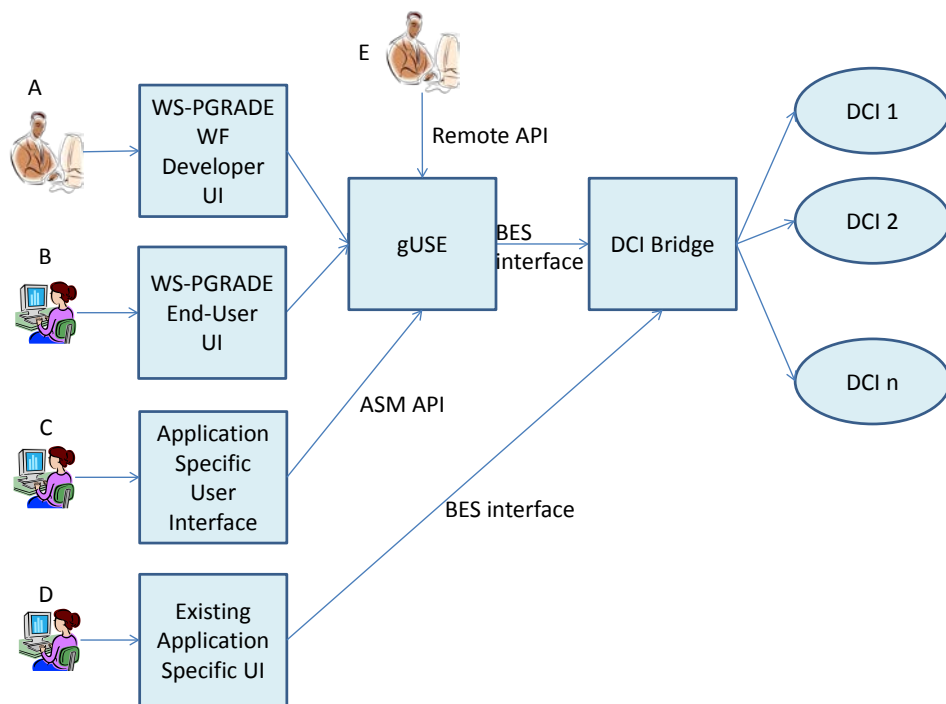 E
A
WS-PGRADE
WF
Developer
UI
Remote API
DCI 1
DCI 2
B
WS-PGRADE
End-User
UI
gUSE
BES
interface
DCI Bridge
DCI n
C
Application
Specific
User
Interface
ASM API
BES interface
D
Existing
Application
Specific UI